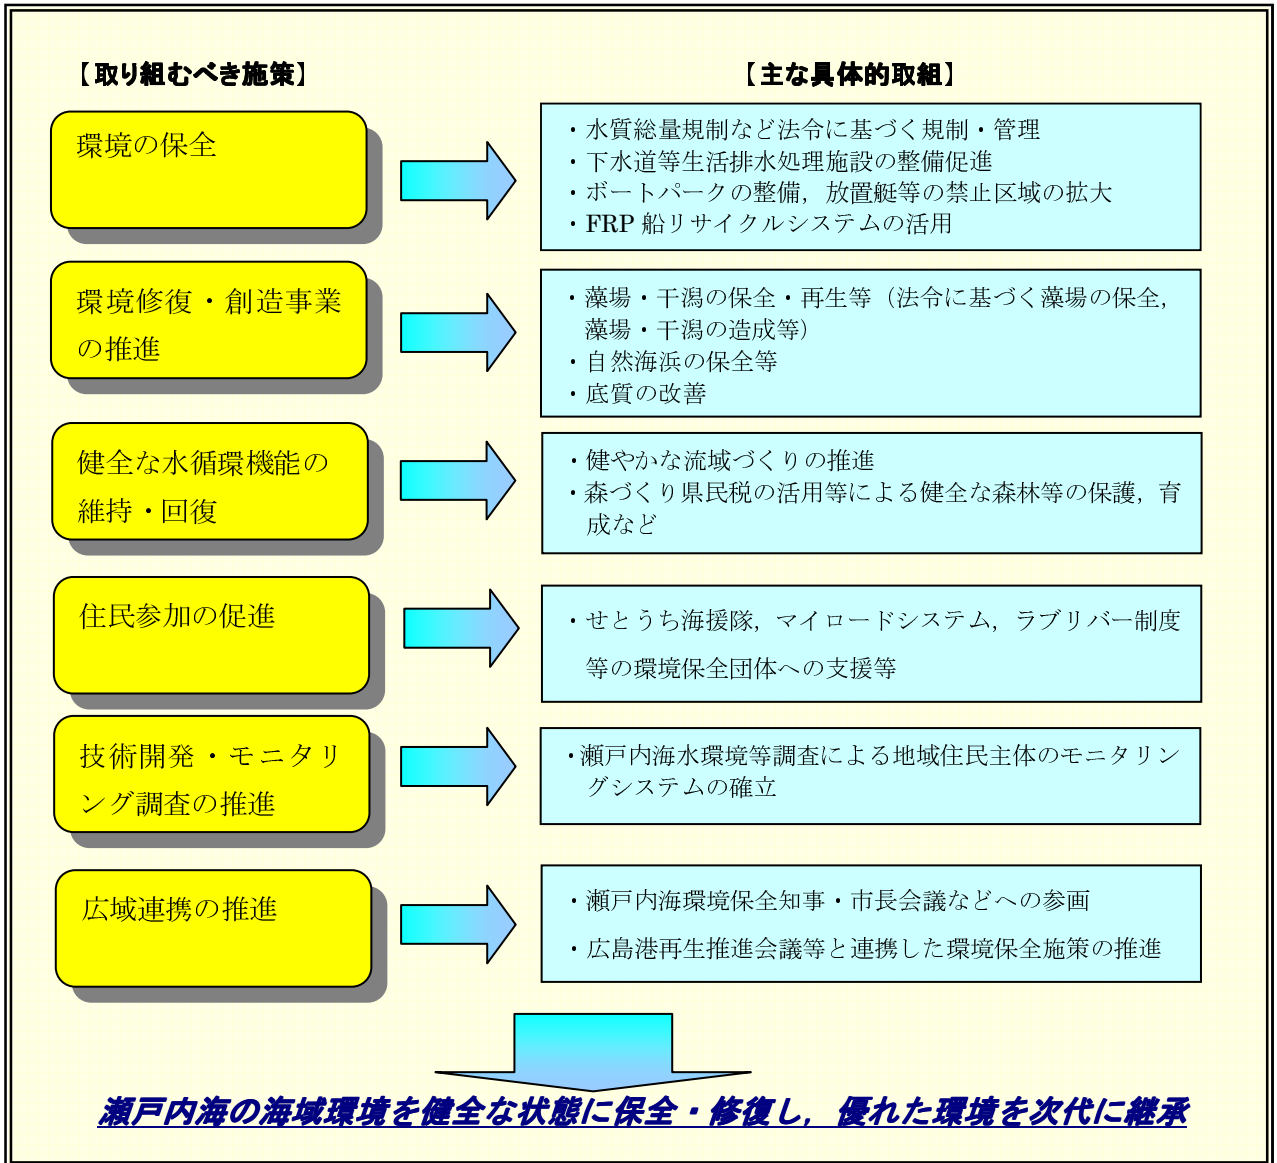 【取り組むべき施策】
【主な具体的取組】
環境の保全
・水質総量規制など法令に基づく規制・管理
・下水道等生活排水処理施設の整備促進
・ボートパークの整備，放置艇等の禁止区域の拡大
・FRP 船リサイクルシステムの活用
環境修復・創造事業
の推進
・藻場・干潟の保全・再生等（法令に基づく藻場の保全，
藻場・干潟の造成等）
・自然海浜の保全等
・底質の改善
健全な水循環機能の
維持・回復
・健やかな流域づくりの推進
・森づくり県民税の活用等による健全な森林等の保護，育
成など
住民参加の促進
・せとうち海援隊，マイロードシステム，ラブリバー制度
等の環境保全団体への支援等
技術開発・モニタリ
ング調査の推進
・瀬戸内海水環境等調査による地域住民主体のモニタリン
グシステムの確立
広域連携の推進
・瀬戸内海環境保全知事・市長会議などへの参画
・広島港再生推進会議等と連携した環境保全施策の推進
瀬戸内海の海域環境を健全な状態に保全・修復し，優れた環境を次代に継承